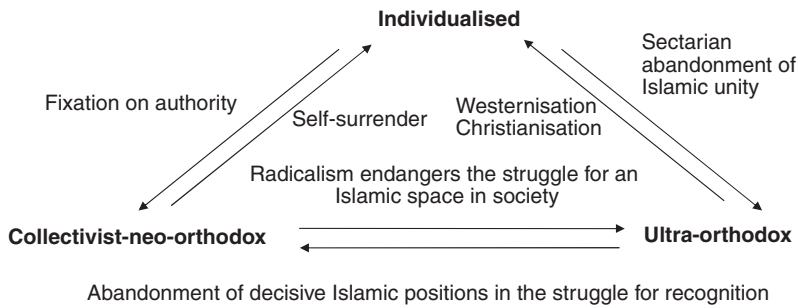 Individualised
Sectarian
abandonment of
Islamic unity
Fixation on authority
Westernisation
Self-surrender
Christianisation
Radicalism endangers the struggle for an
Islamic space in society
Collectivist-neo-orthodox
Ultra-orthodox
Abandonment of decisive Islamic positions in the struggle for recognition